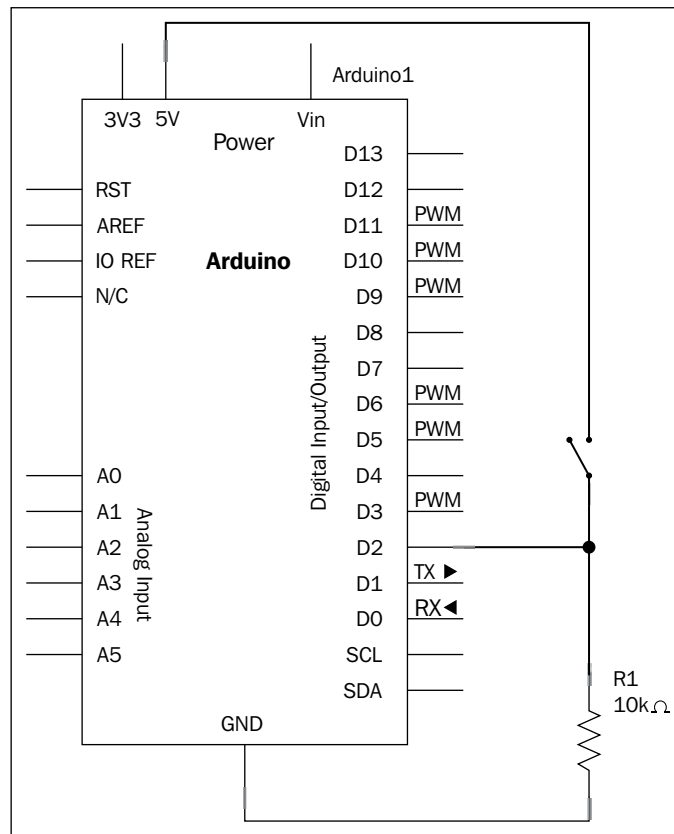 Arduino1
3V3 5V Vin
Power
Arduino
RST
AREF
IO REF
N/C
A0
A1
A2
A3
A4
A5
Analog Input
D13
D12
D11 PWM
D10 PWM
D9 PWM
D8
D7
D6 PWM
D5 PWM
D4
D3 PWM
D2
D1 TX ▶
D0 RX ◀
SCL
SDA
Digital Input/Output
GND
R1
10kΩ